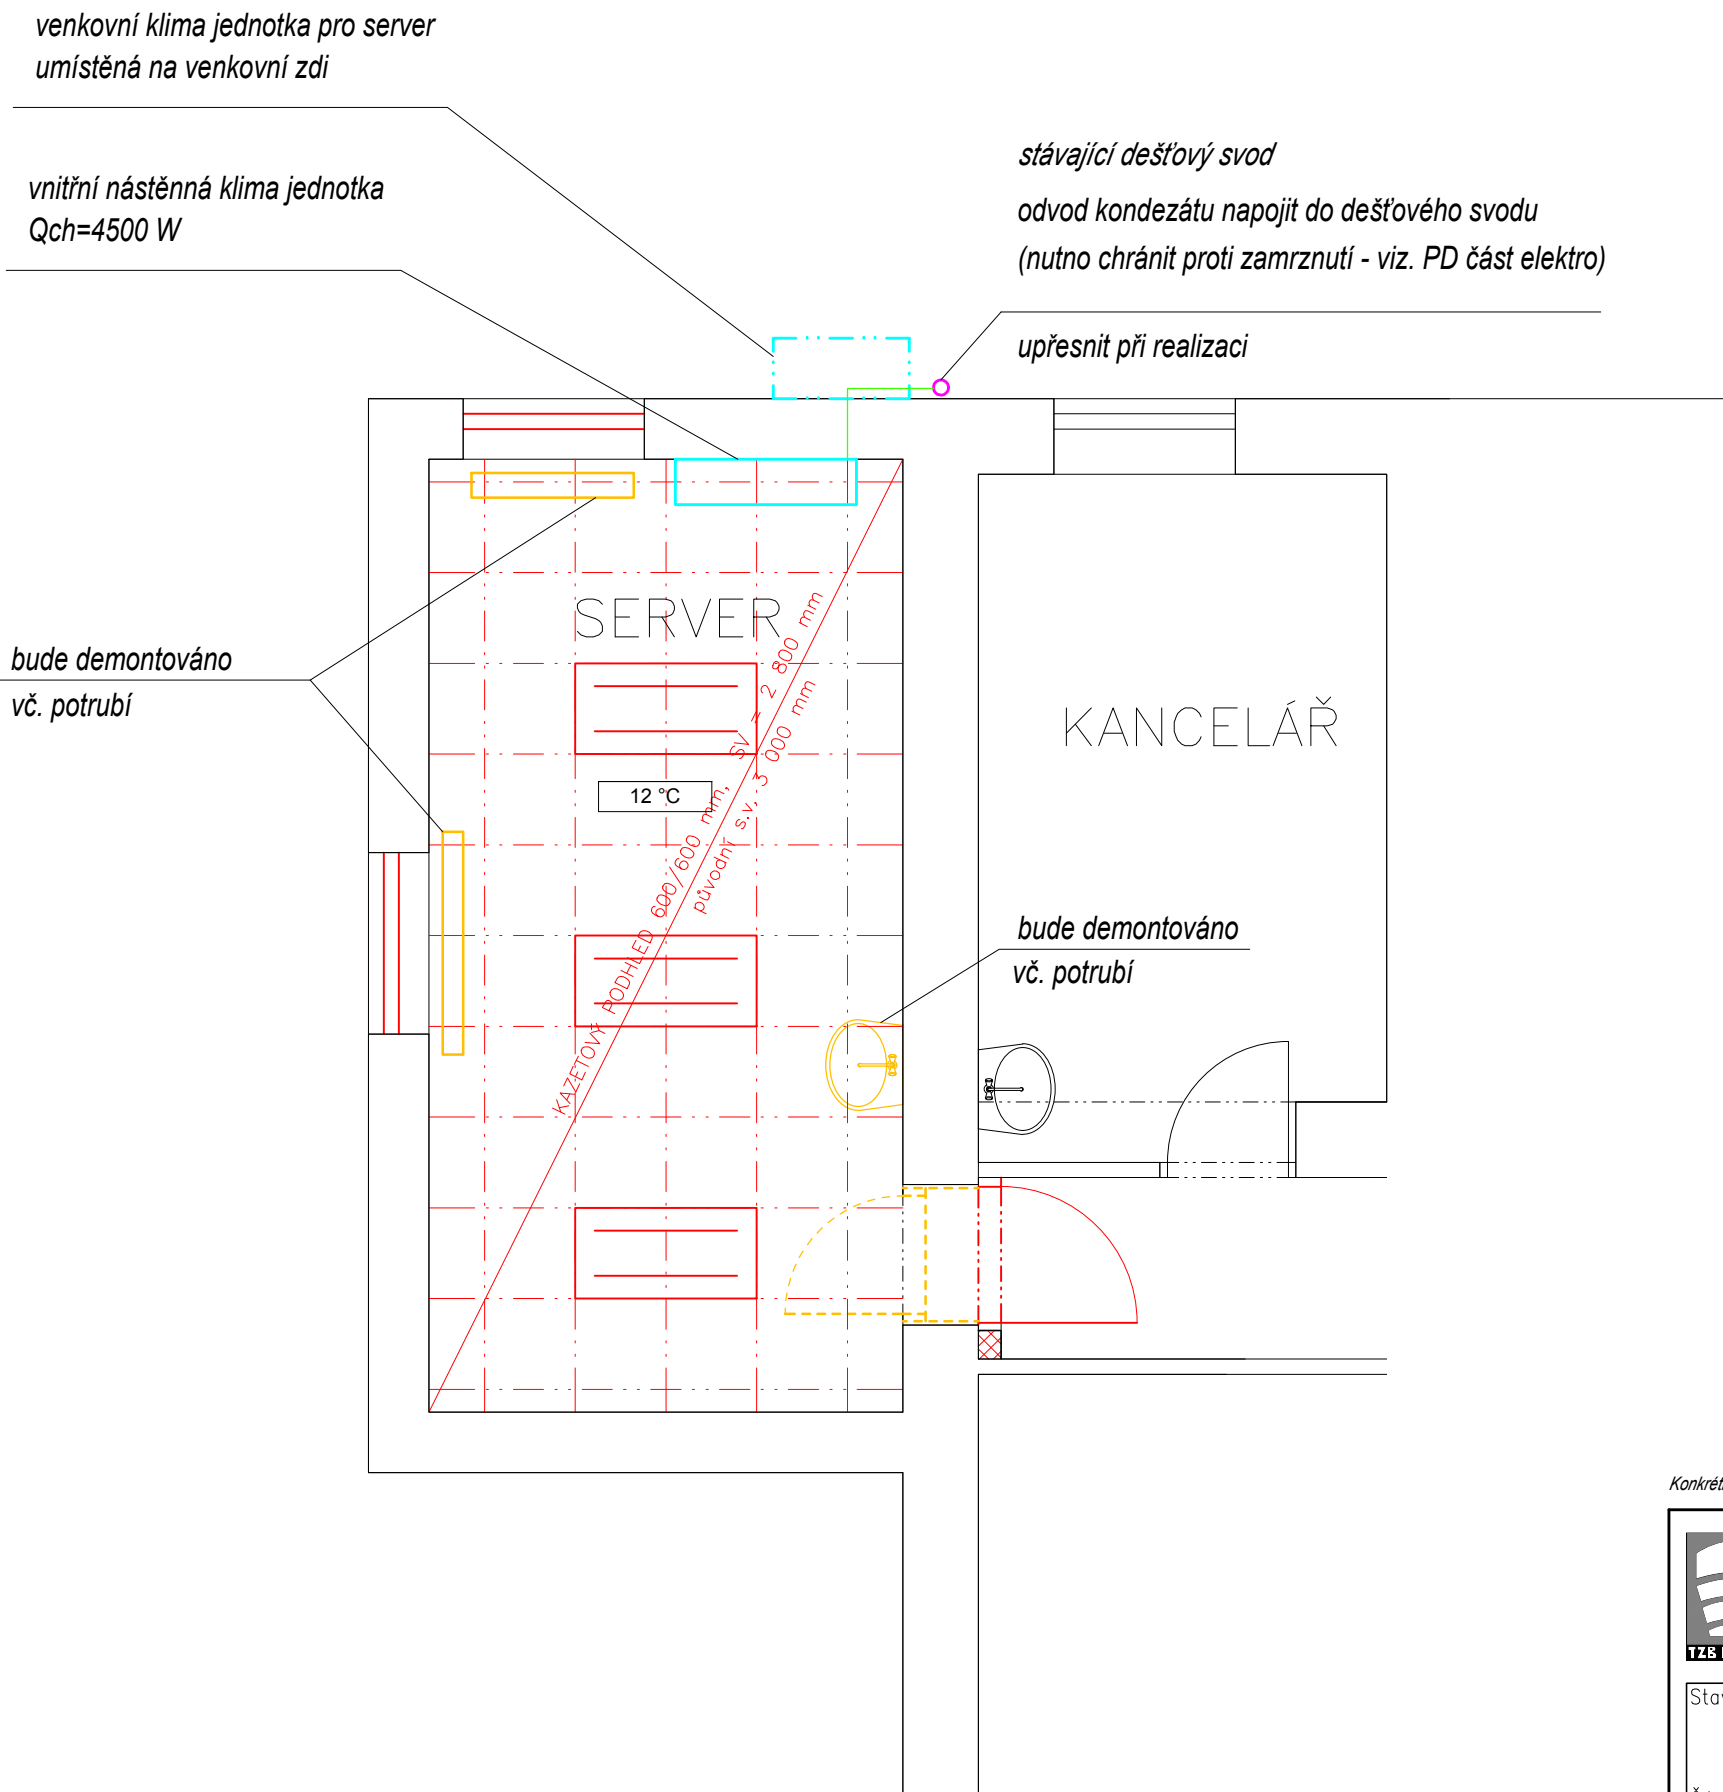 venkovní klima jednotka pro server
umístěná na venkovní zdi
vnitřní nástěnná klima jednotka
Qch=4500 W
stávající dešťový svod
odvod kondezátu napojit do dešťového svodu
(nutno chránit proti zamrznutí - viz. PD část elektro)
upřesnit při realizaci
SERVER
KANCELÁŘ
bude demontováno
vč. potrubí
12 °C
KAZETOVÝ PODHLED 600/600 mm, SV = 2 800 mm
původní s.v. 3 000 mm
bude demontováno
vč. potrubí
TZB